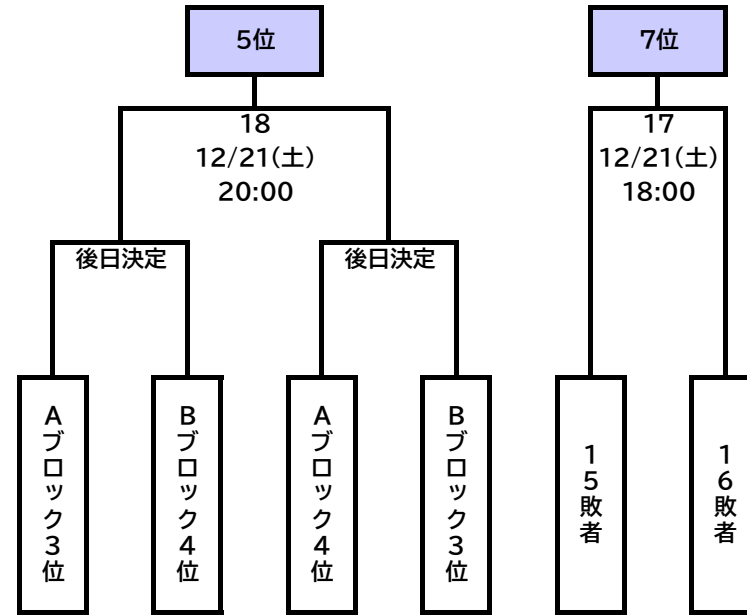 5位
7位
18
12/21(土)
20:00
17
12/21(土)
18:00
後日決定
後日決定
Aブロック3位
Bブロック4位
Aブロック4位
Bブロック3位
15敗者
16敗者